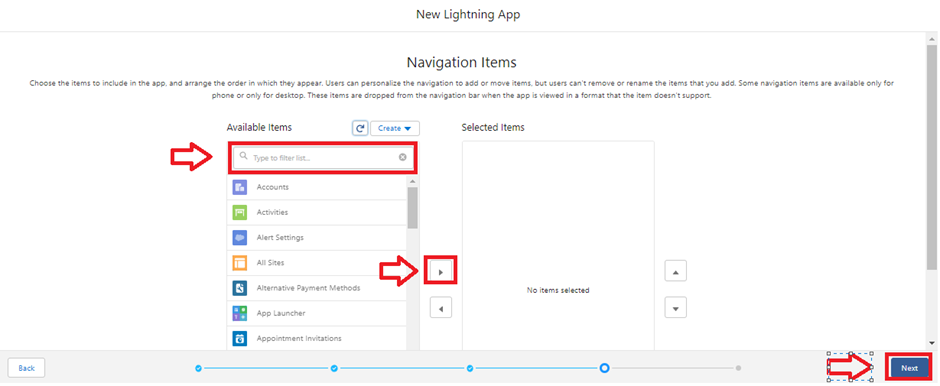 New Lightning App
Navigation Items
Choose the items to include in the app, and arrange the order in which they appear. Users can personalize the navigation to add or move items, but users can't remove or rename the items that you add. Some navigation items are available only for
phone or only for desktop. These items are dropped from the navigation bar when the app is viewed in a format that the item doesn't support.
Available Items
Create
Selected Items
Type to filter list...
Accounts
Activities
Alert Settings
All Sites
Alternative Payment Methods
App Launcher
Appointment Invitations
No items selected
Back
Next